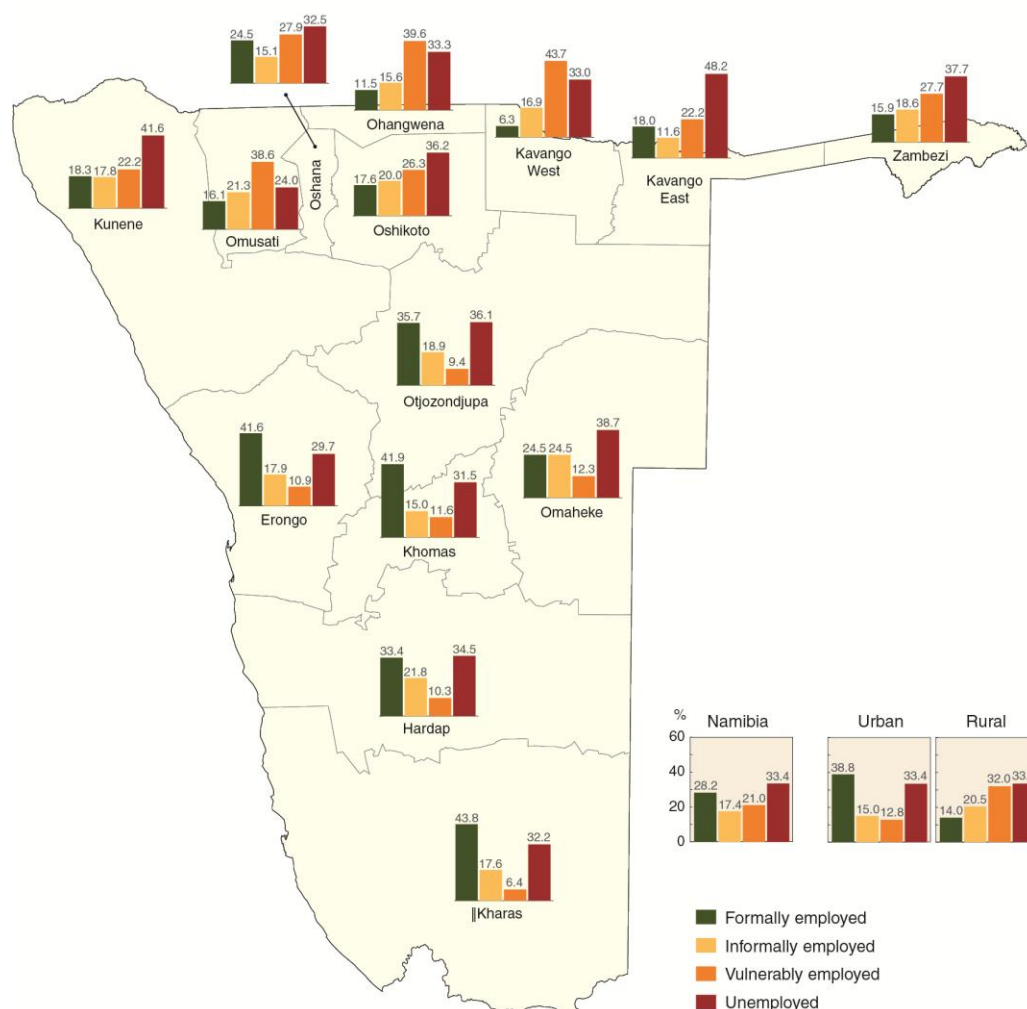 24.5 15.1 27.9 32.5
Oshana
11.5 15.6 39.6 33.3
Ohangwena
6.3 16.9 43.7 33.0
Kavango
West
18.0 11.6 22.2 48.2
Kavango
East
15.9 18.6 27.7 37.7
Zambezi
18.3 17.8 22.2 41.6
Kunene
16.1 21.3 38.6 24.0
Omusati
17.6 20.0 26.3 36.2
Oshikoto
35.7 18.9 9.4 36.1
Otjozondjupa
41.6 17.9 10.9 29.7
Erongo
41.9 15.0 11.6 31.5
Khomas
24.5 24.5 12.3 38.7
Omaheke
33.4 21.8 10.3 34.5
Hardap
43.8 17.6 6.4 32.2
ǁKharas
%
60
40
20
0
Namibia
28.2 17.4 21.0 33.4
Urban
38.8 15.0 12.8 33.4
Rural
14.0 20.5 32.0 33.
Formally employed
Informally employed
Vulnerably employed
Unemployed